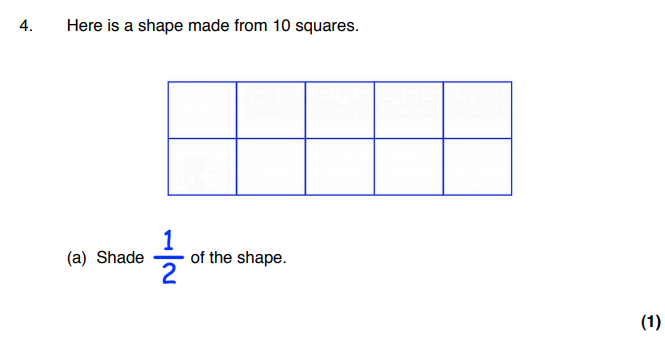 4. Here is a shape made from 10 squares.
(a) Shade 1/2 of the shape.
(1)